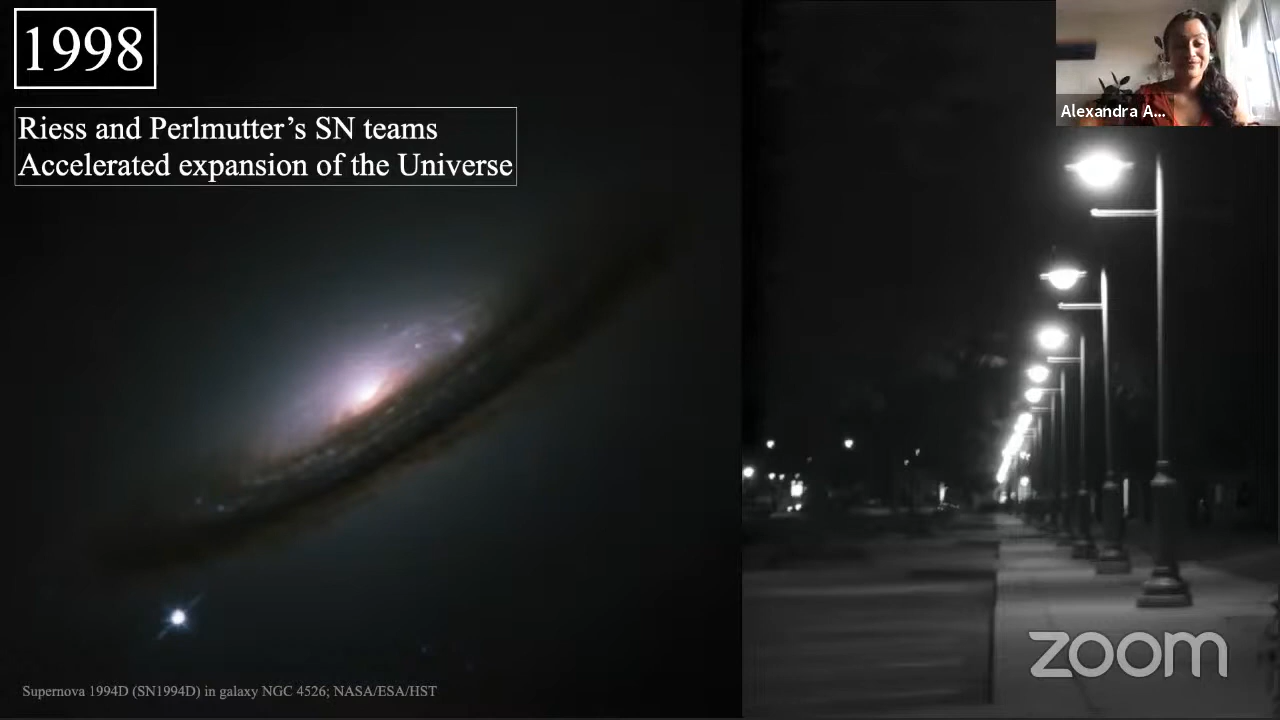 1998
Riess and Perlmutter’s SN teams
Accelerated expansion of the Universe
Alexandra A...
zoom
Supernova 1994D (SN1994D) in galaxy NGC 4526; NASA/ESA/HST